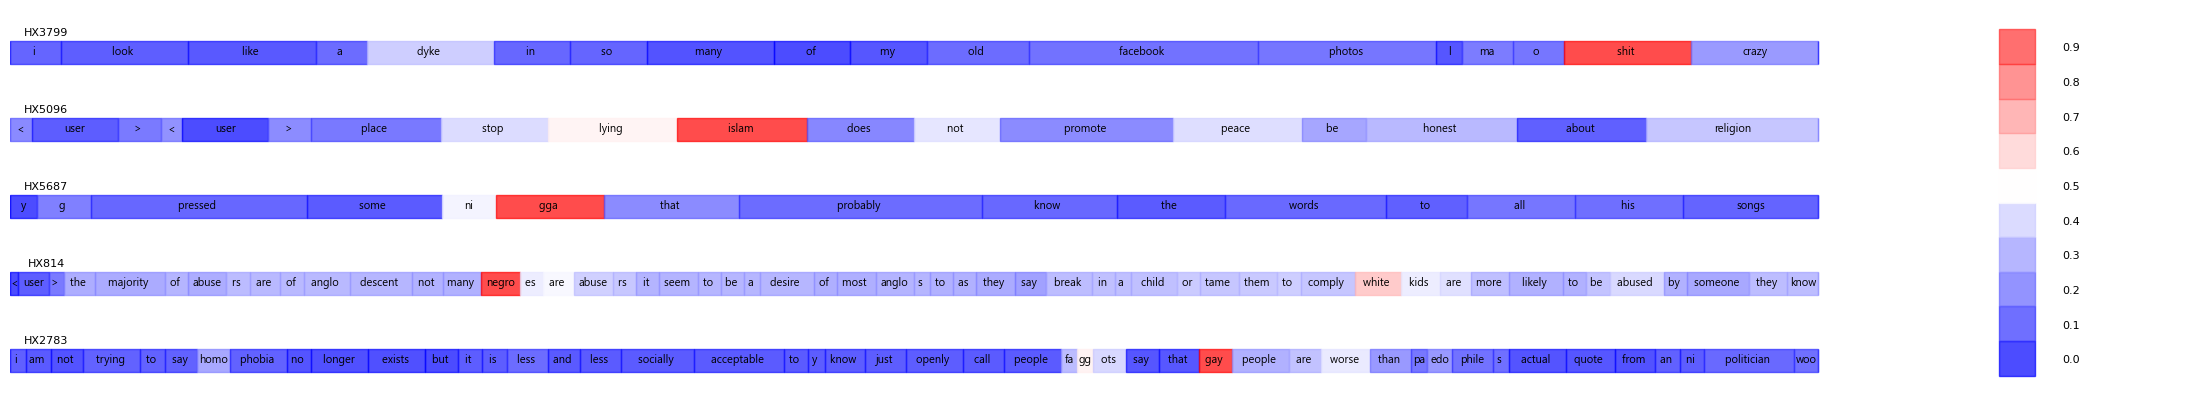 HX3799
i look like a dyke in so many of my old facebook photos l ma o shit crazy
HX5096
< user > < user > place stop lying islam does not promote peace be honest about religion
HX5687
y g pressed some ni gga that probably know the words to all his songs
HX814
< user > the majority of abuse rs are of anglo descent not many negro es are abuse rs it seem to be a desire of most anglo s to as they say break in a child or tame them to comply white kids are more likely to be abused by someone they know
HX2783
i am not trying to say homo phobia no longer exists but it is less and less socially acceptable to y know just openly call people fa gg ots say that gay people are worse than pa edo phile s actual quote from an ni politician woo
0.9
0.8
0.7
0.6
0.5
0.4
0.3
0.2
0.1
0.0